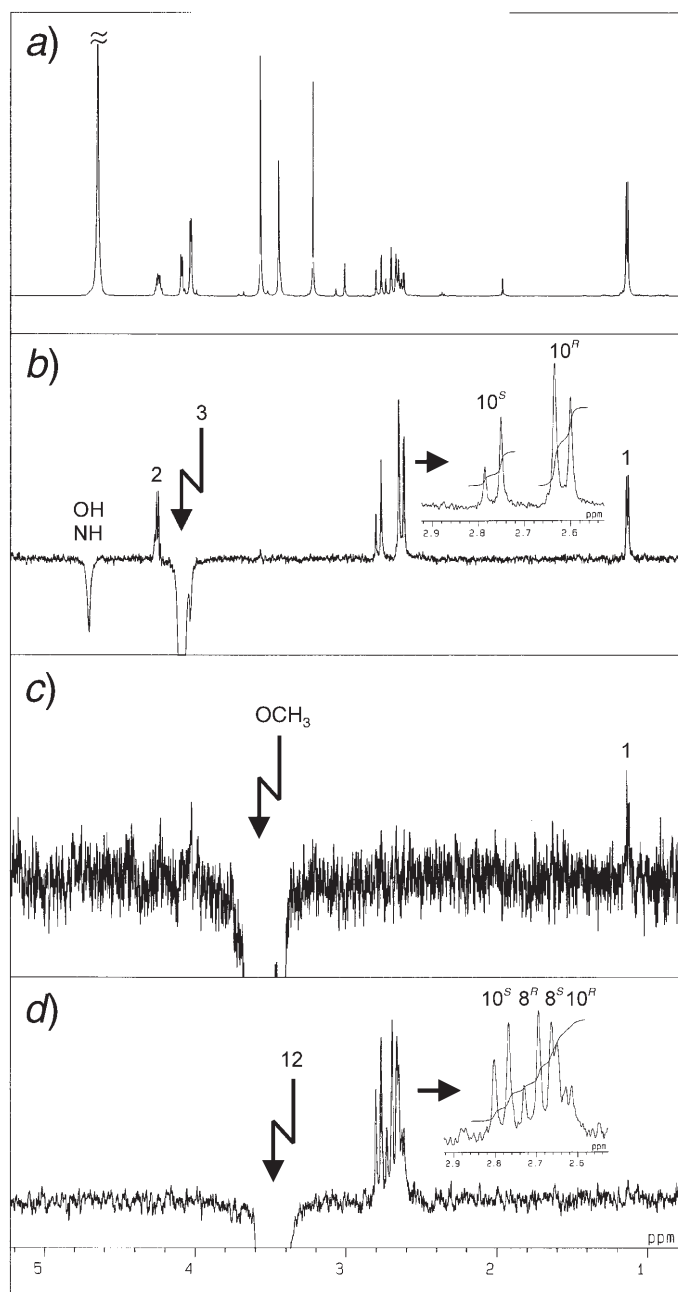 ≈
a)
b)
10ᴿ
10ˢ
3
2
1
OH
NH
ppm
2.9 2.8 2.7 2.6
c)
OCH₃
1
d)
10ˢ 8ᴿ 8ˢ 10ᴿ
12
ppm
2.9 2.8 2.7 2.6 2.5
ppm
5 4 3 2 1